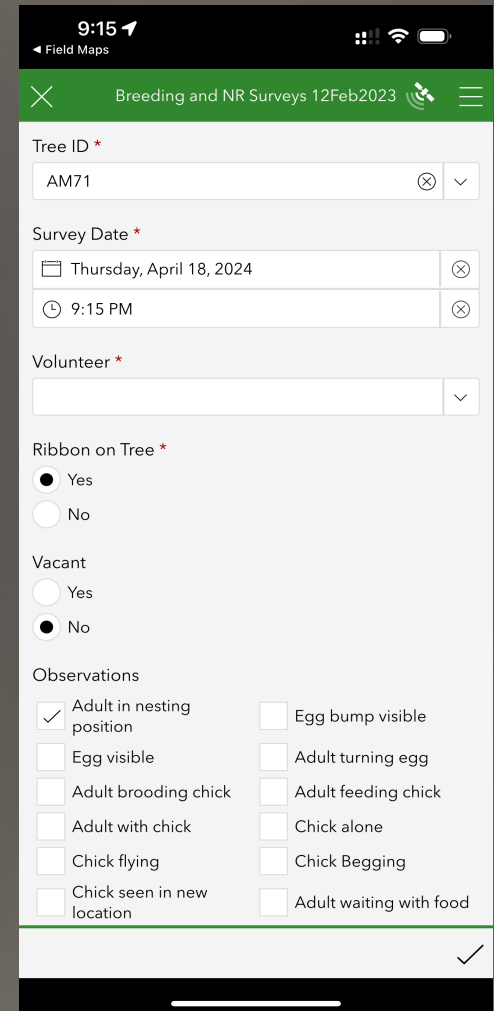 9:15
◀ Field Maps
Breeding and NR Surveys 12Feb2023
Tree ID *
AM71
Survey Date *
Thursday, April 18, 2024
9:15 PM
Volunteer *
Ribbon on Tree *
Yes
No
Vacant
Yes
No
Observations
Adult in nesting
position
Egg bump visible
Egg visible
Adult turning egg
Adult brooding chick
Adult feeding chick
Adult with chick
Chick alone
Chick flying
Chick Begging
Chick seen in new
location
Adult waiting with food